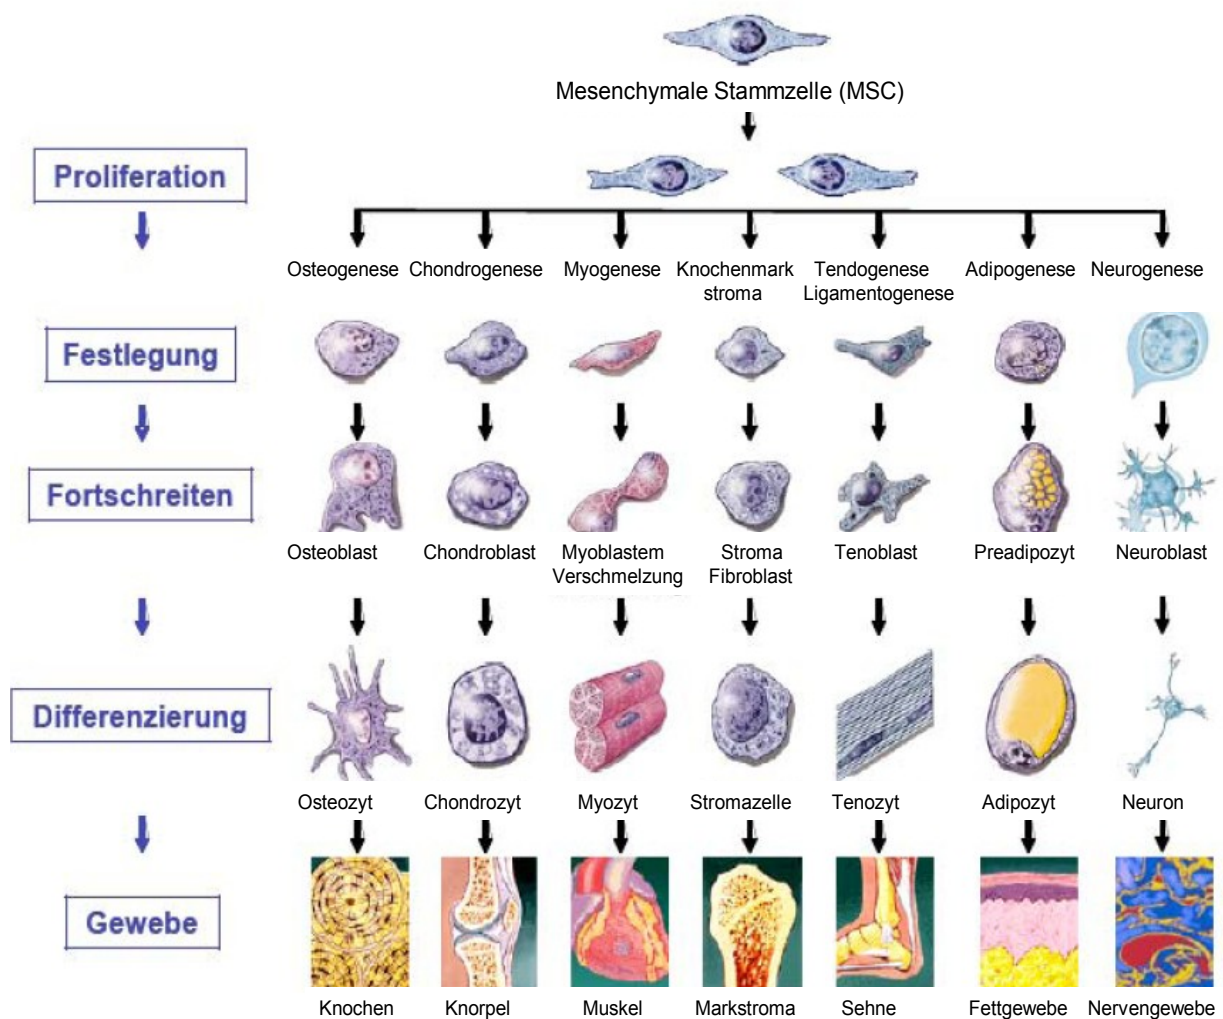 Mesenchymale Stammzelle (MSC)
Proliferation
Osteogenese Chondrogenese Myogenese Knochenmark Tendogenese Adipogenese Neurogenese
stroma Ligamentogenese
Festlegung
Fortschreiten
Osteoblast Chondroblast Myoblastem Stroma Tenoblast Preadipozyt Neuroblast
Verschmelzung Fibroblast
Differenzierung
Osteozyt Chondrozyt Myozyt Stromazelle Tenozyt Adipozyt Neuron
Gewebe
Knochen Knorpel Muskel Markstroma Sehne Fettgewebe Nervengewebe